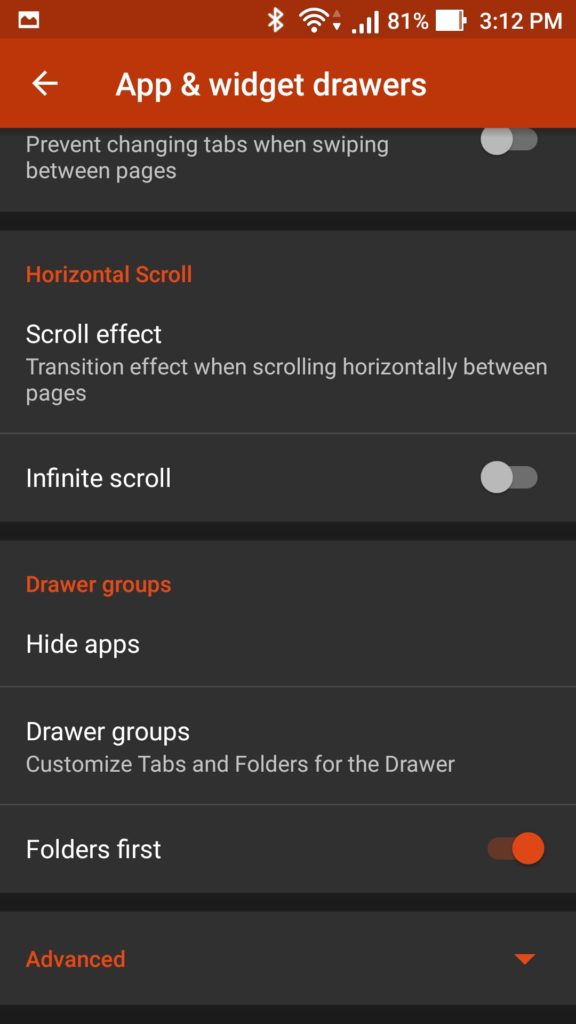 81% 3:12 PM
App & widget drawers
Prevent changing tabs when swiping
between pages
Horizontal Scroll
Scroll effect
Transition effect when scrolling horizontally between
pages
Infinite scroll
Drawer groups
Hide apps
Drawer groups
Customize Tabs and Folders for the Drawer
Folders first
Advanced